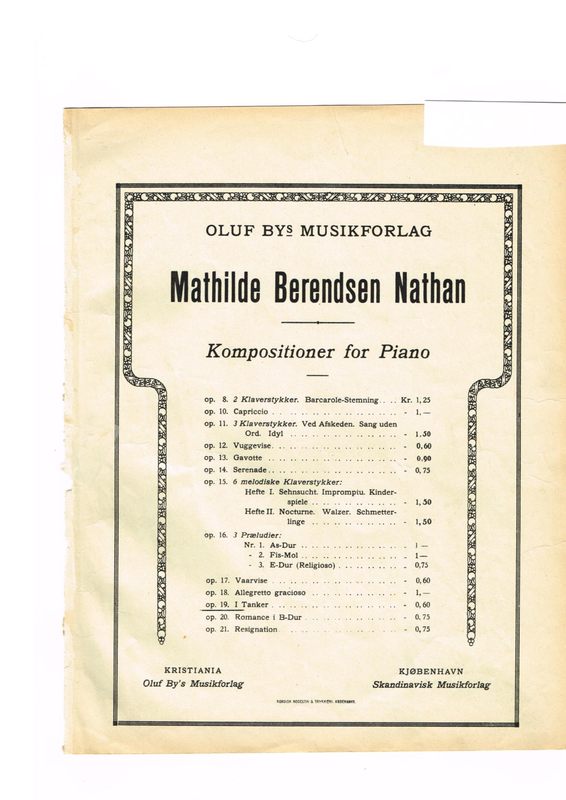 OLUF BYS MUSIKFORLAG
Mathilde Berendsen Nathan
Kompositioner for Piano
op. 8. 2 Klaverstykker. Barcarole-Stemning .... Kr. 1,25
op. 10. Capriccio .................... - 1,—
op. 11. 3 Klaverstykker. Ved Afskeden. Sang uden
Ord. Idyl .................... - 1.50
op. 12. Vuggevise .................... - 0,60
op. 13. Gavotte .................... -
op. 14. Serenade .................... - 0,75
op. 15. 6 melodiske Klaverstykker:
Hefte I. Sehnsucht. Impromptu. Kinder-
spiele .................... - 1,50
Hefte II. Nocturne. Walzer. Schmetter-
linge .................... - 1,50
op. 16. 3 Præludier:
Nr. 1. As-Dur .................... - 1—
- 2. Fis-Mol .................... - 1—
- 3. E-Dur (Religioso) .................... - 0,75
op. 17. Vaarvise .................... - 0,60
op. 18. Allegretto gracioso .................... - 1,—
op. 19. I Tanker .................... - 0,60
op. 20. Romance i B-Dur .................... - 0,75
op. 21. Resignation .................... - 0,75
KRISTIANIA
Oluf By's Musikforlag
KJØBENHAVN
Skandinavisk Musikforlag
NORDISK NODESTIK & TRYKKERI KØBENHAVN.